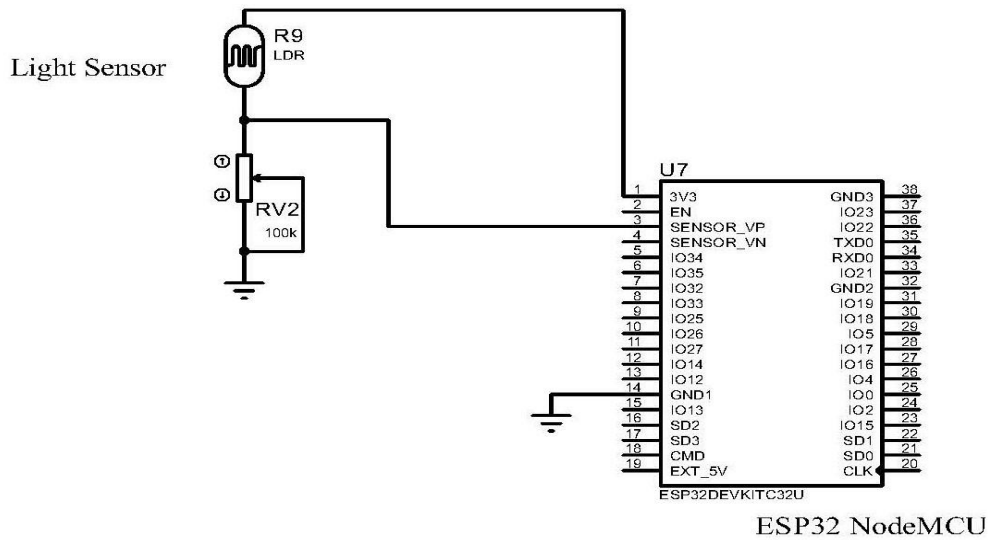 R9
LDR
Light Sensor
RV2
100k
U7
1 3V3 GND3 38
2 EN IO23 37
3 SENSOR_VP IO22 36
4 SENSOR_VN TXD0 35
5 IO34 RXD0 34
6 IO35 IO21 33
7 IO32 GND2 32
8 IO33 IO19 31
9 IO25 IO18 30
10 IO26 IO5 29
11 IO27 IO17 28
12 IO14 IO16 27
13 IO12 IO4 26
14 GND1 IO0 25
15 IO13 IO2 24
16 SD2 IO15 23
17 SD3 SD1 22
18 CMD SD0 21
19 EXT_5V CLK 20
ESP32DEVKITC32U
ESP32 NodeMCU